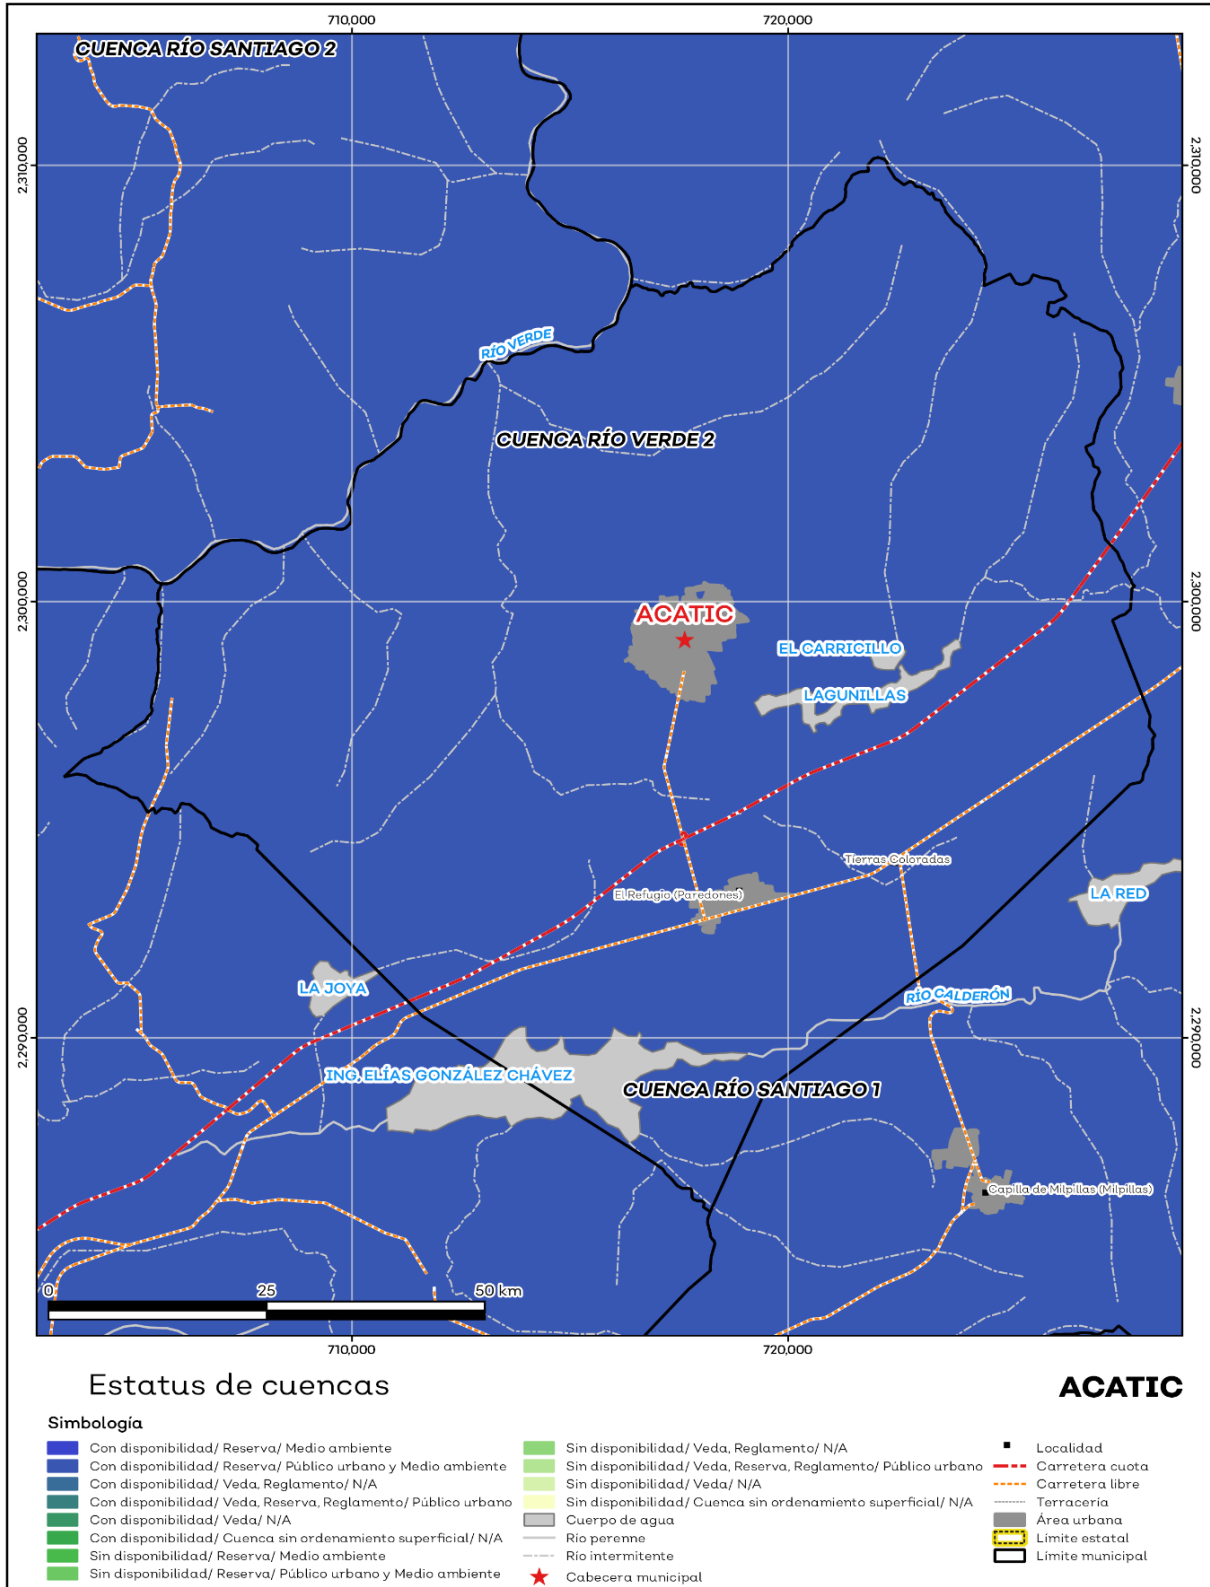 710,000
720,000
CUENCA RÍO SANTIAGO 2
2,310,000
2,310,000
RÍO VERDE
CUENCA RÍO VERDE 2
2,300,000
2,300,000
ACATIC
EL CARRICILLO
LAGUNILLAS
Tierras Coloradas
El Refugio (Paredones)
LA RED
LA JOYA
RÍO CALDERÓN
2,290,000
2,290,000
ING. ELÍAS GONZÁLEZ CHÁVEZ
CUENCA RÍO SANTIAGO 1
Capilla de Milpillas (Milpillas)
0 25 50 km
710,000
720,000
Estatus de cuencas
ACATIC
Simbología
Con disponibilidad/ Reserva/ Medio ambiente
Con disponibilidad/ Reserva/ Público urbano y Medio ambiente
Con disponibilidad/ Veda, Reglamento/ N/A
Con disponibilidad/ Veda, Reserva, Reglamento/ Público urbano
Con disponibilidad/ Veda/ N/A
Con disponibilidad/ Cuenca sin ordenamiento superficial/ N/A
Sin disponibilidad/ Reserva/ Medio ambiente
Sin disponibilidad/ Reserva/ Público urbano y Medio ambiente
Sin disponibilidad/ Veda, Reglamento/ N/A
Sin disponibilidad/ Veda, Reserva, Reglamento/ Público urbano
Sin disponibilidad/ Veda/ N/A
Sin disponibilidad/ Cuenca sin ordenamiento superficial/ N/A
Cuerpo de agua
Río perenne
Río intermitente
Cabecera municipal
Localidad
Carretera cuota
Carretera libre
Terracería
Área urbana
Límite estatal
Límite municipal